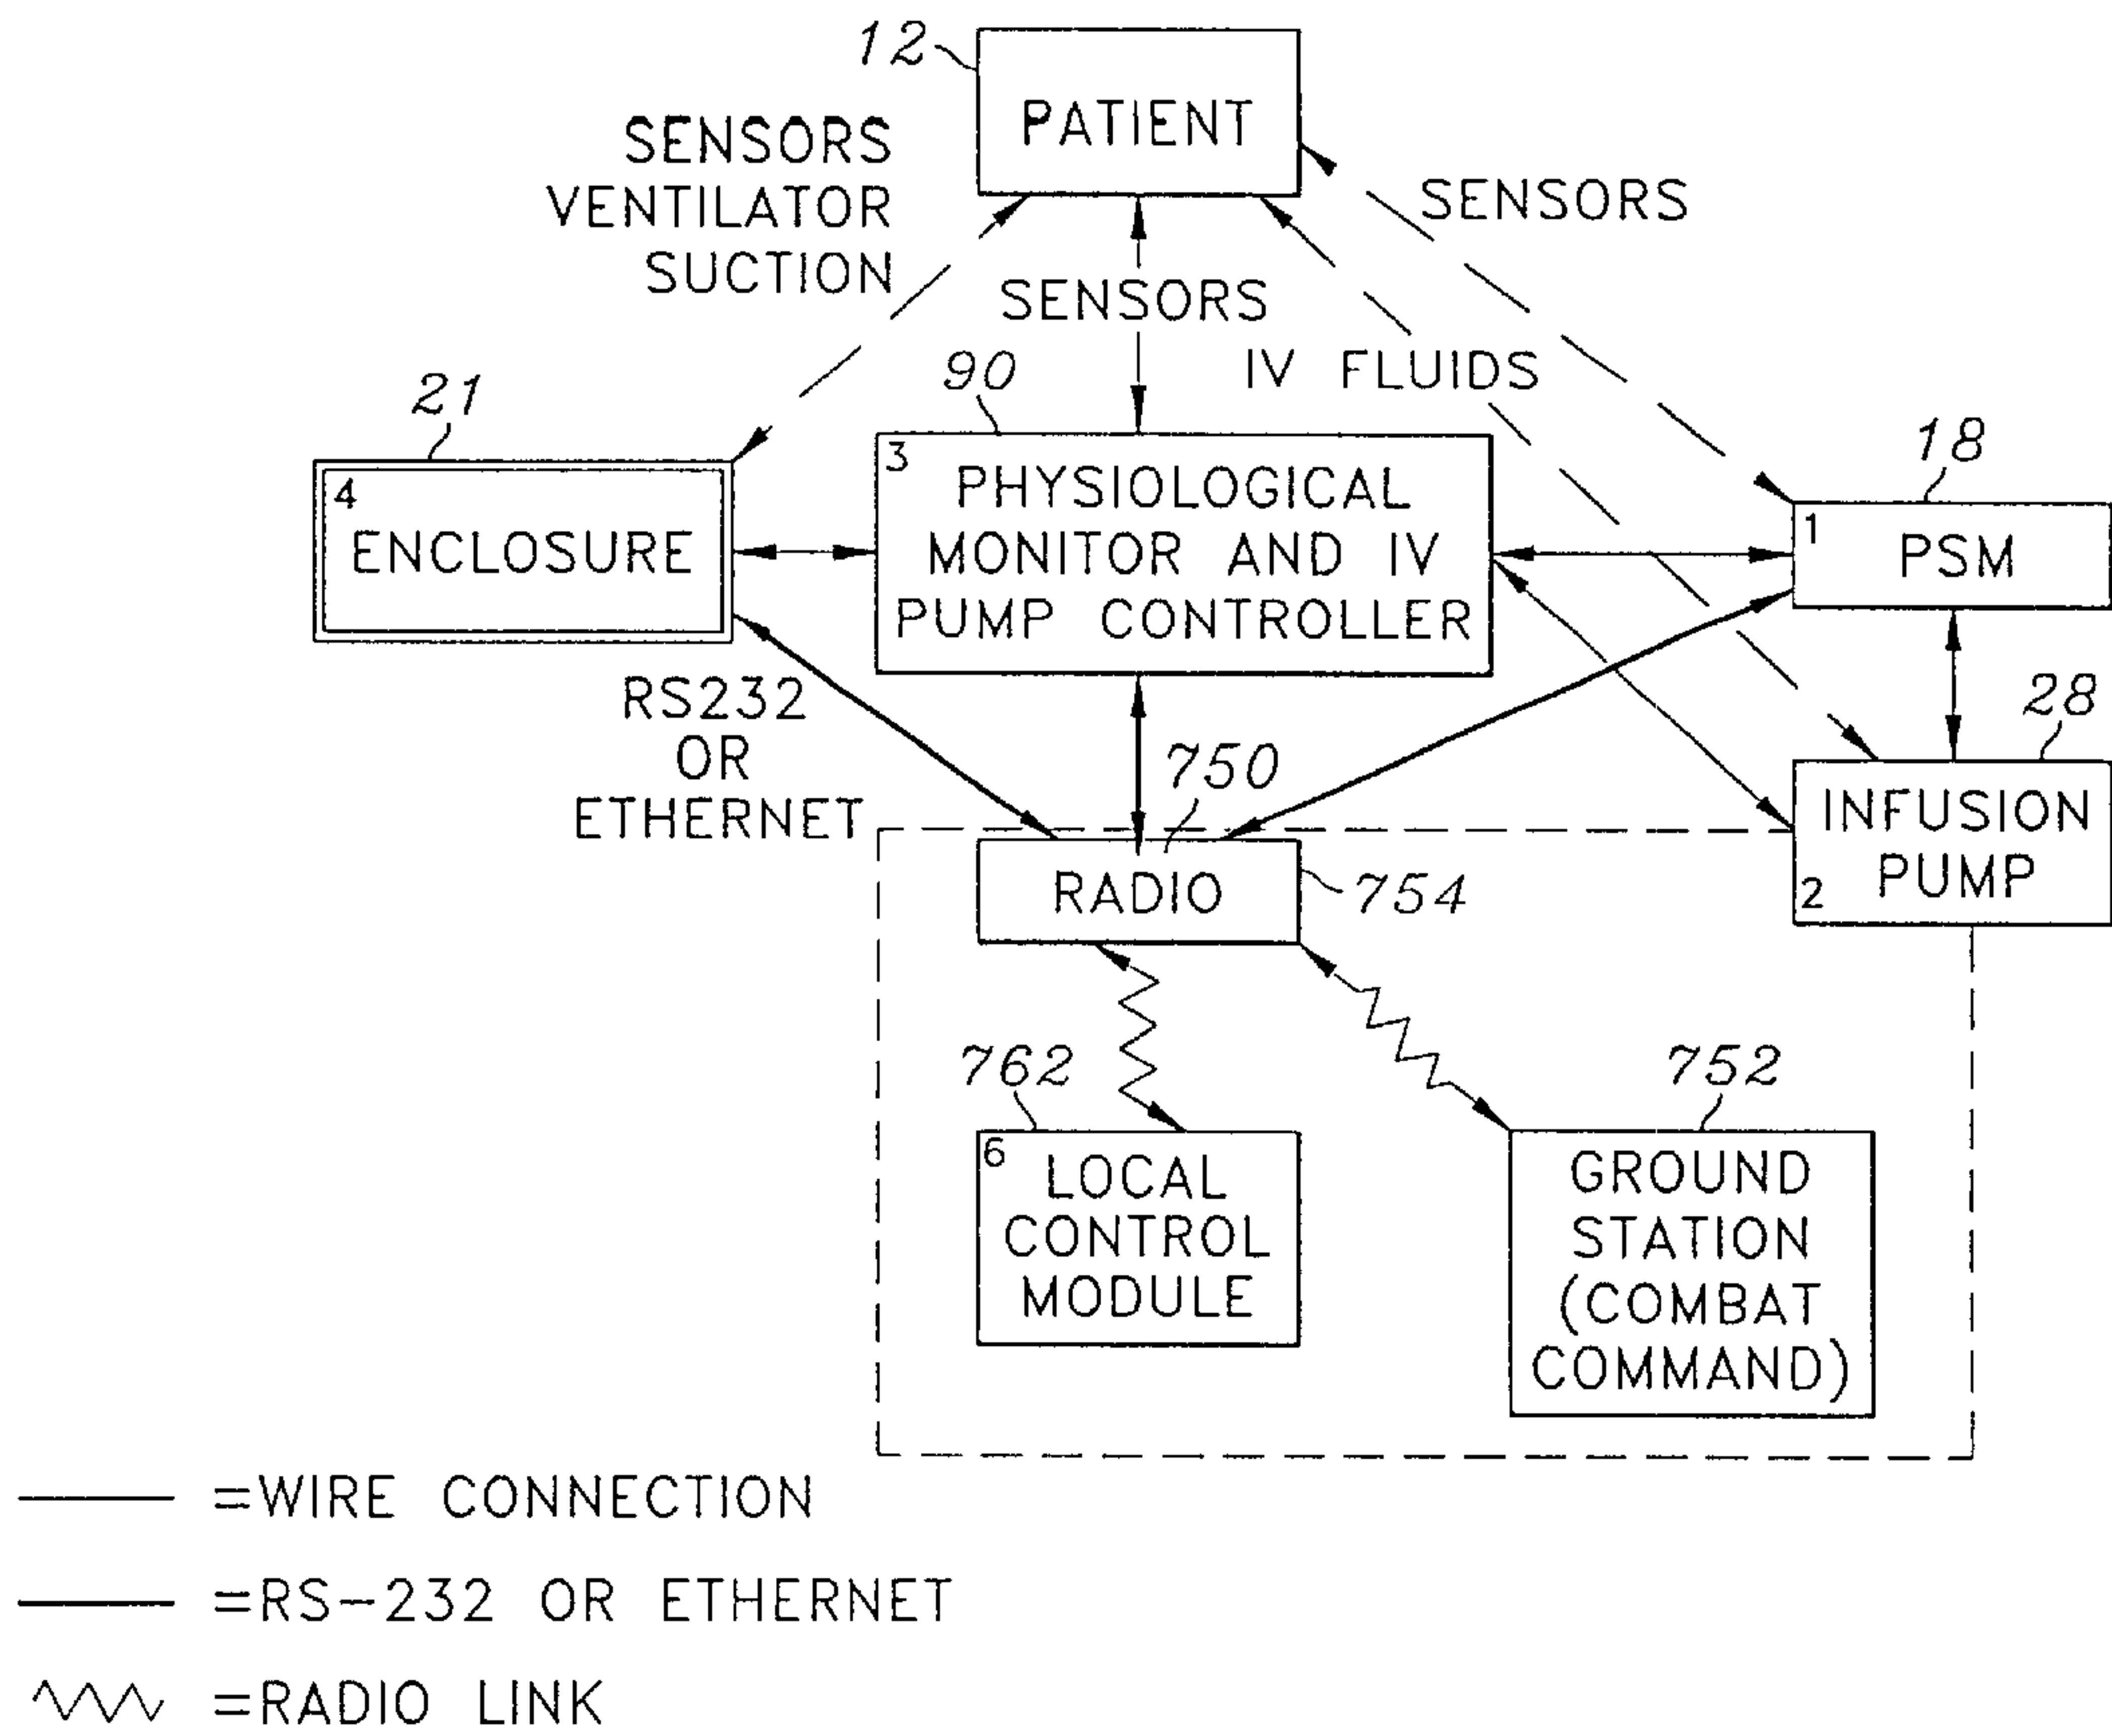 12
PATIENT
SENSORS
VENTILATOR
SUCTION
SENSORS
SENSORS
IV FLUIDS
21
4
ENCLOSURE
90
3
PHYSIOLOGICAL
MONITOR AND IV
PUMP CONTROLLER
18
1
PSM
RS232
OR
ETHERNET
28
INFUSION
PUMP
2
750
RADIO
754
762
6
LOCAL
CONTROL
MODULE
752
GROUND
STATION
(COMBAT
COMMAND)
=WIRE CONNECTION
=RS-232 OR ETHERNET
=RADIO LINK